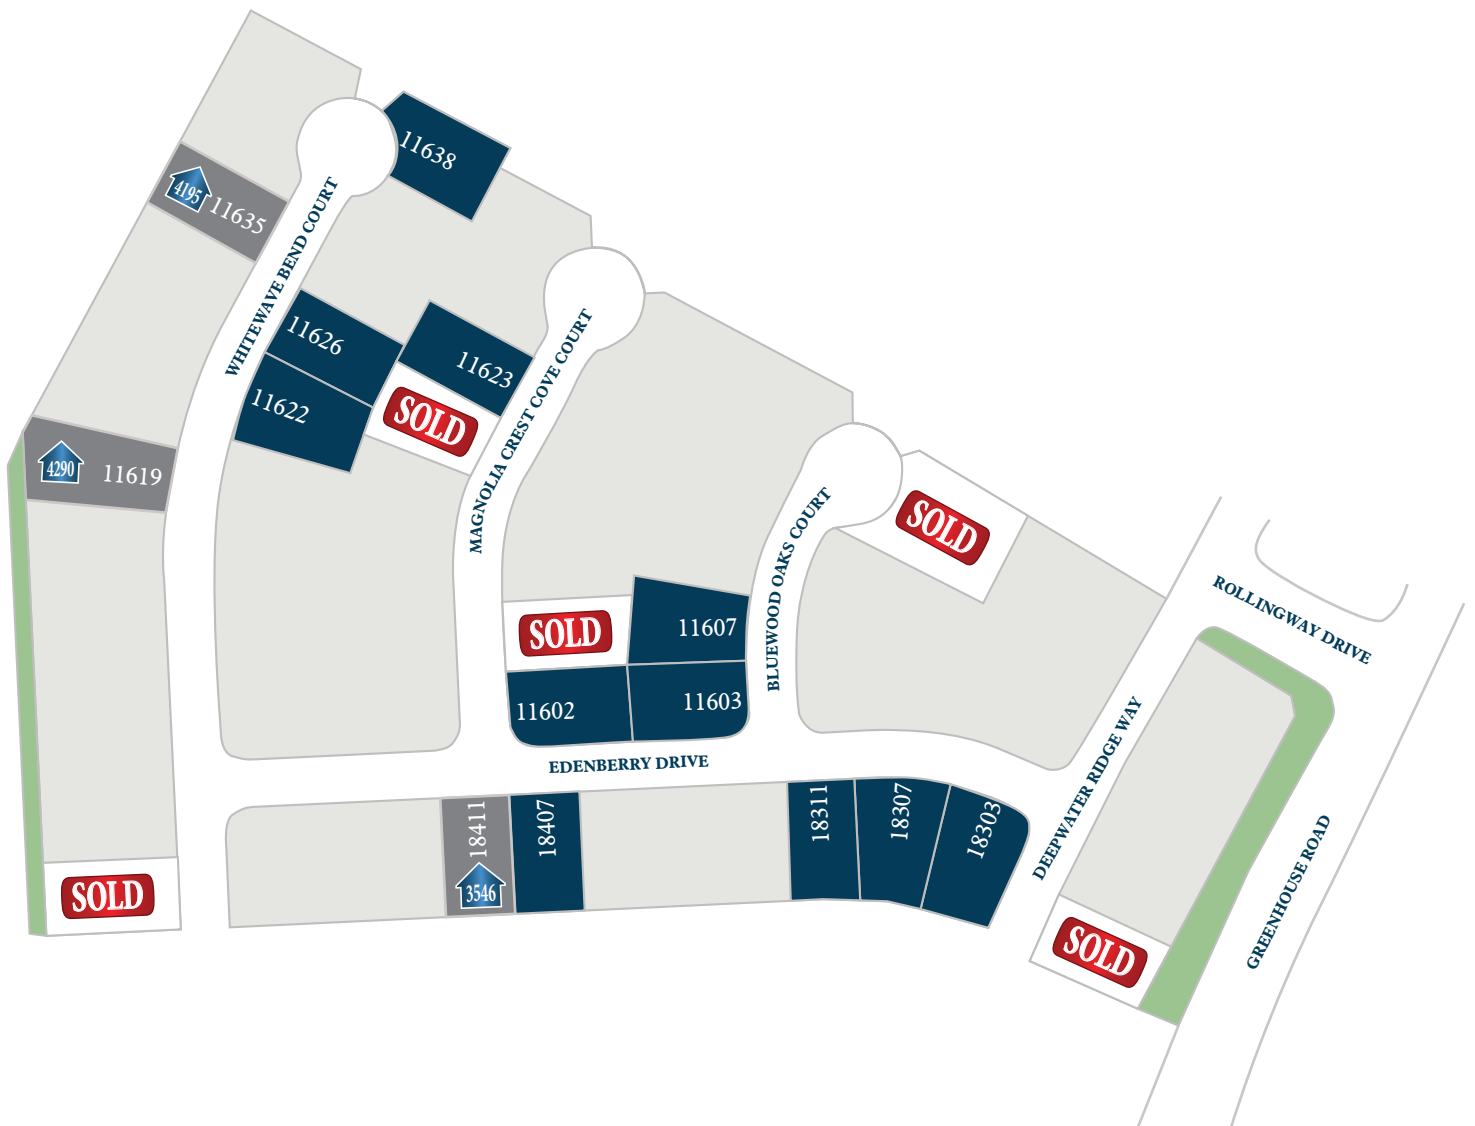 11638
4195
11635
WHITEWAVE BEND COURT
11626
11623
11622
SOLD
MAGNOLIA CREST COVE COURT
4290
11619
BLUEWOOD OAKS COURT
SOLD
ROLLINGWAY DRIVE
SOLD
11607
11602
11603
EDENBERRY DRIVE
DEEPWATER RIDGE WAY
18411
3546
18407
18311
18307
18303
GREENHOUSE ROAD
SOLD
SOLD